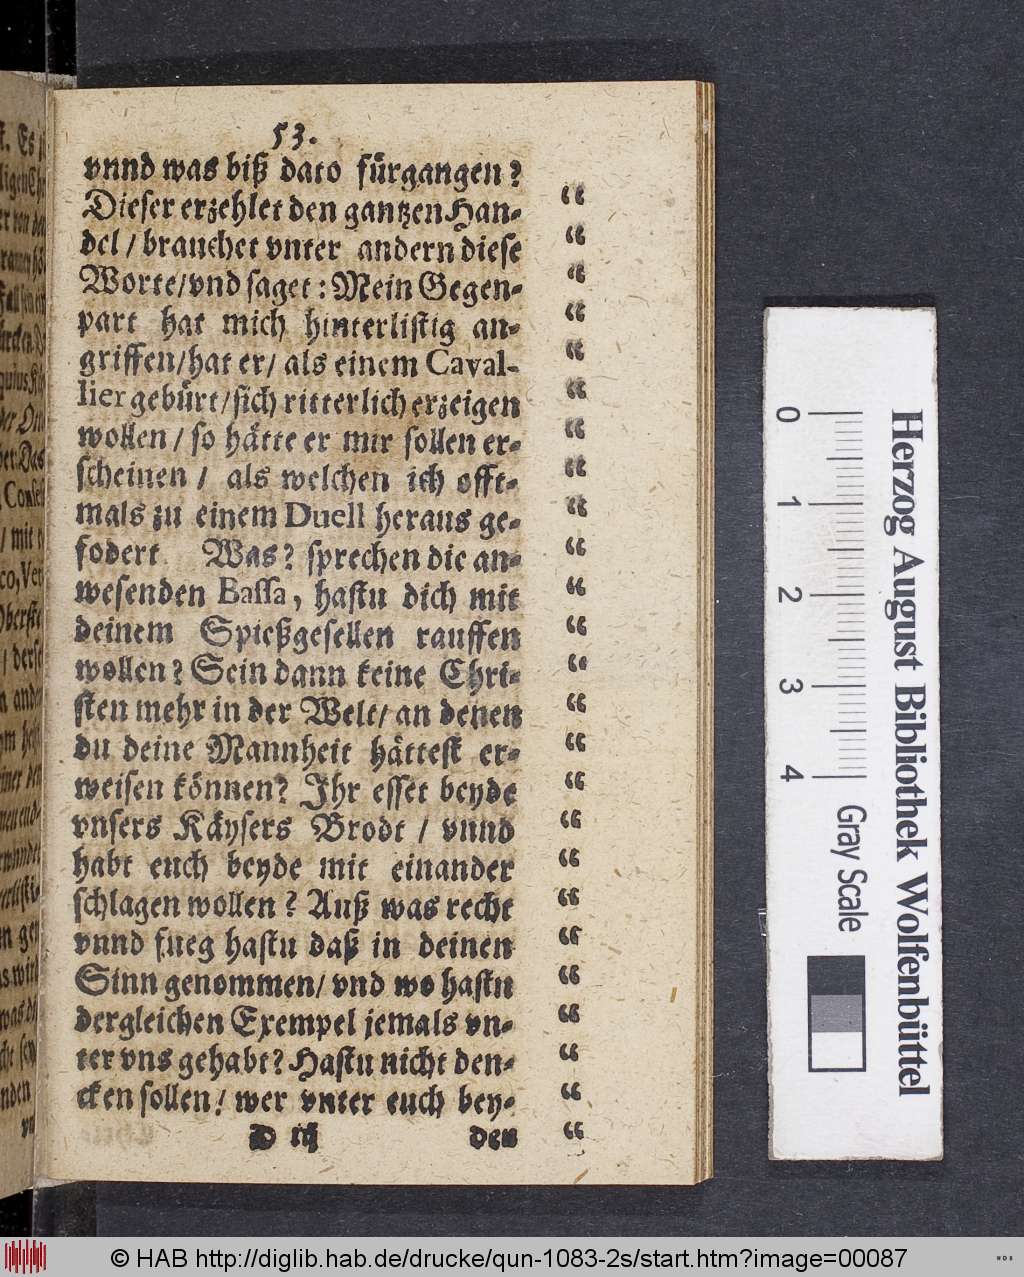 53.
vnnd was biß dato fürgangen?
Dieser erzehlet den gantzen Han- “
del / brauchet vnter andern diese “
Worte/vnd saget: Mein Gegen- “
part hat mich hinterlistig an- “
griffen/hat er/ als einem Caval- “
lier gebürt/sich ritterlich erzeigen “
wollen / so hätte er mir sollen er- “
scheinen / als welchen ich offt- “
mals zu einem Duell heraus ge- “
fodert Was? sprechen die an- “
wesenden Bassa, hastu dich mit “
deinem Spießgesellen rauffen “
wollen? Sein dann keine Chri- “
sten mehr in der Welt/ an denen “
du deine Mannheit hättest er- “
weisen können? Ihr esset beyde “
vnsers Käysers Brodt / vnnd “
habt euch beyde mit einander “
schlagen wollen? Auß was recht “
vnnd fueg hastu daß in deinen “
Sinn genommen/ vnd wo hastu “
dergleichen Exempel jemals vn- “
ter vns gehabt? Hastu nicht den- “
cken sollen/ wer vnter euch bey- “
D iij den “
Herzog August Bibliothek Wolfenbüttel
0 1 2 3 4
Gray Scale
© HAB http://diglib.hab.de/drucke/qun-1083-2s/start.htm?image=00087